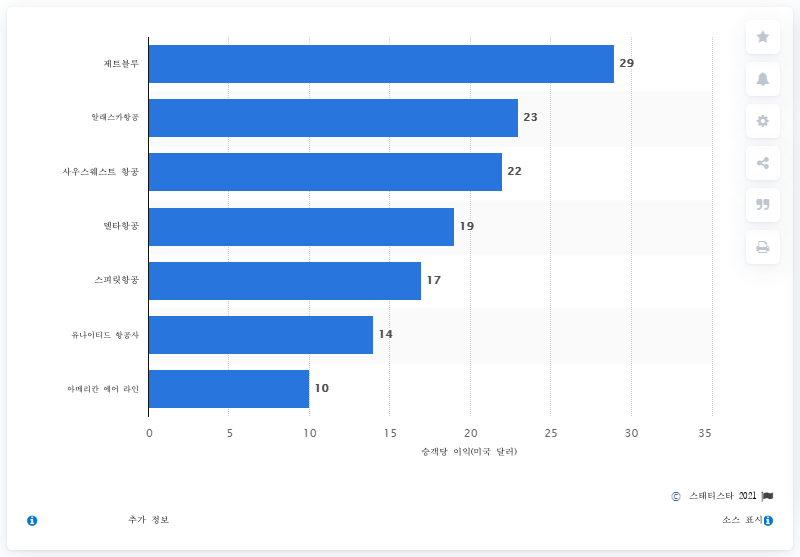 제트블루 29
알래스카항공 23
사우스웨스트 항공 22
델타항공 19
스피릿항공 17
유나이티드 항공사 14
아메리칸 에어 라인 10
0 5 10 15 20 25 30 35
승객당 이익(미국 달러)
© 스태티스타 2021
추가 정보 소스 표시